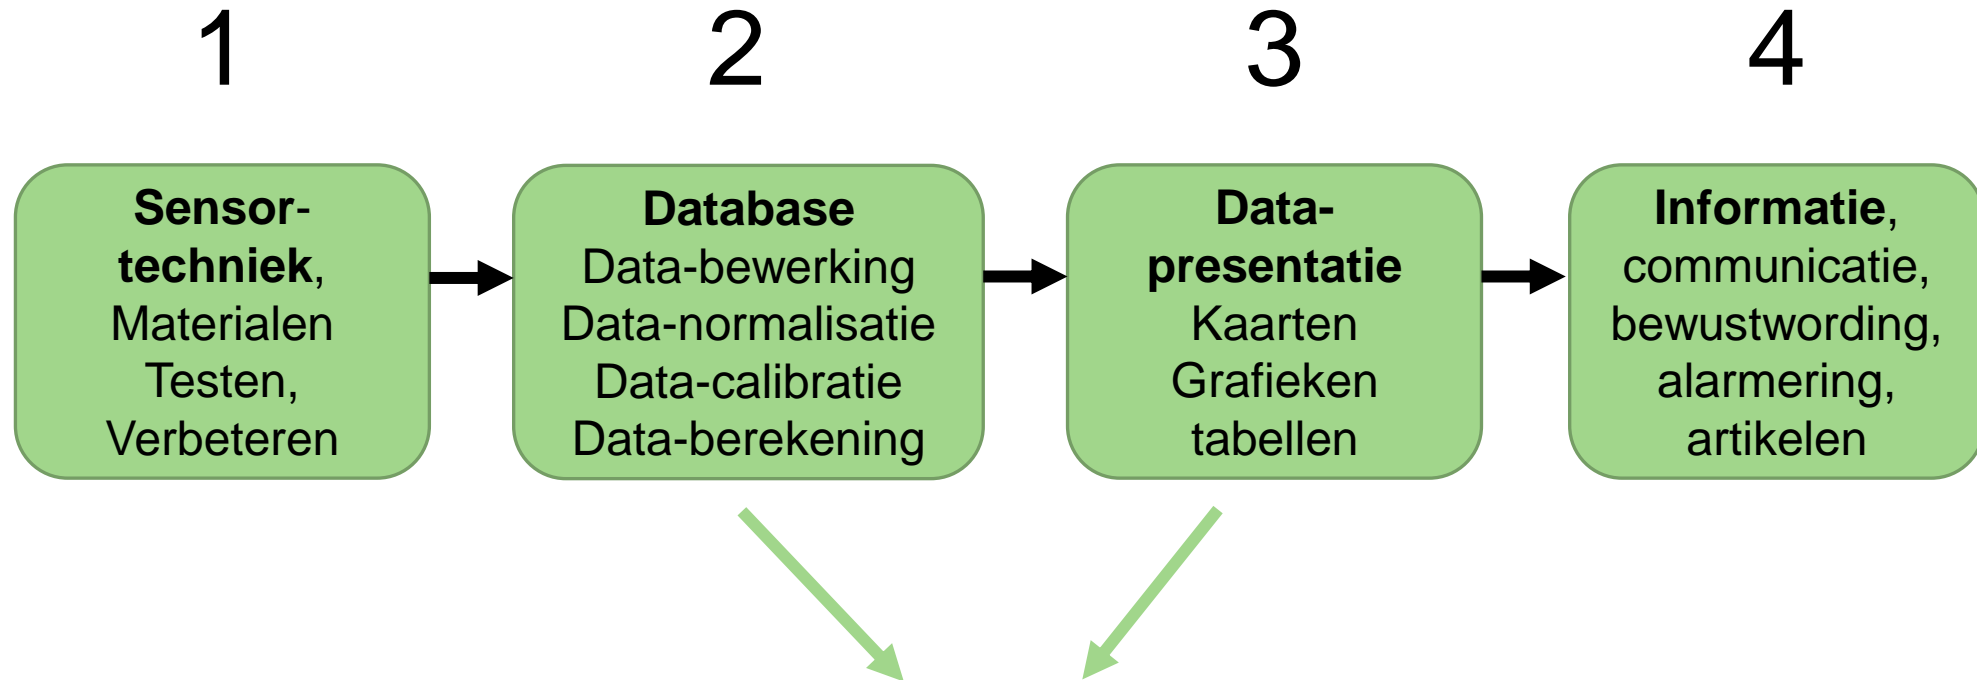 1
2
3
4
Sensor-
techniek,
Materialen
Testen,
Verbeteren
Database
Data-bewerking
Data-normalisatie
Data-calibratie
Data-berekening
Data-
presentatie
Kaarten
Grafieken
tabellen
Informatie,
communicatie,
bewustwording,
alarmering,
artikelen